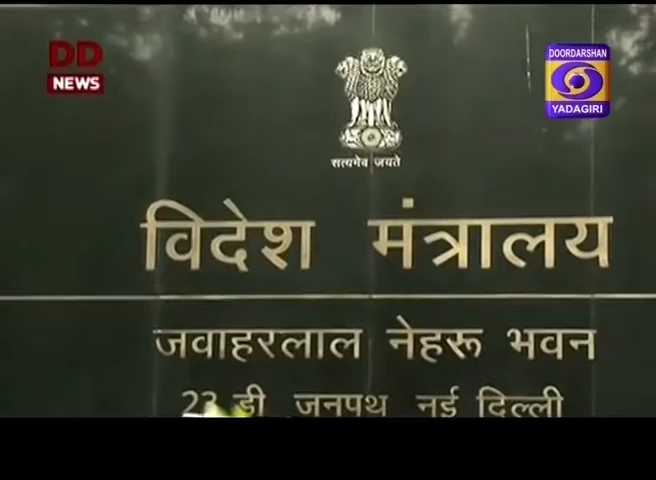 DD
NEWS
DOORDARSHAN
YADAGIRI
सत्यमेव जयते
विदेश मंत्रालय
जवाहरलाल नेहरू भवन
23 डी जनपथ नई दिल्ली